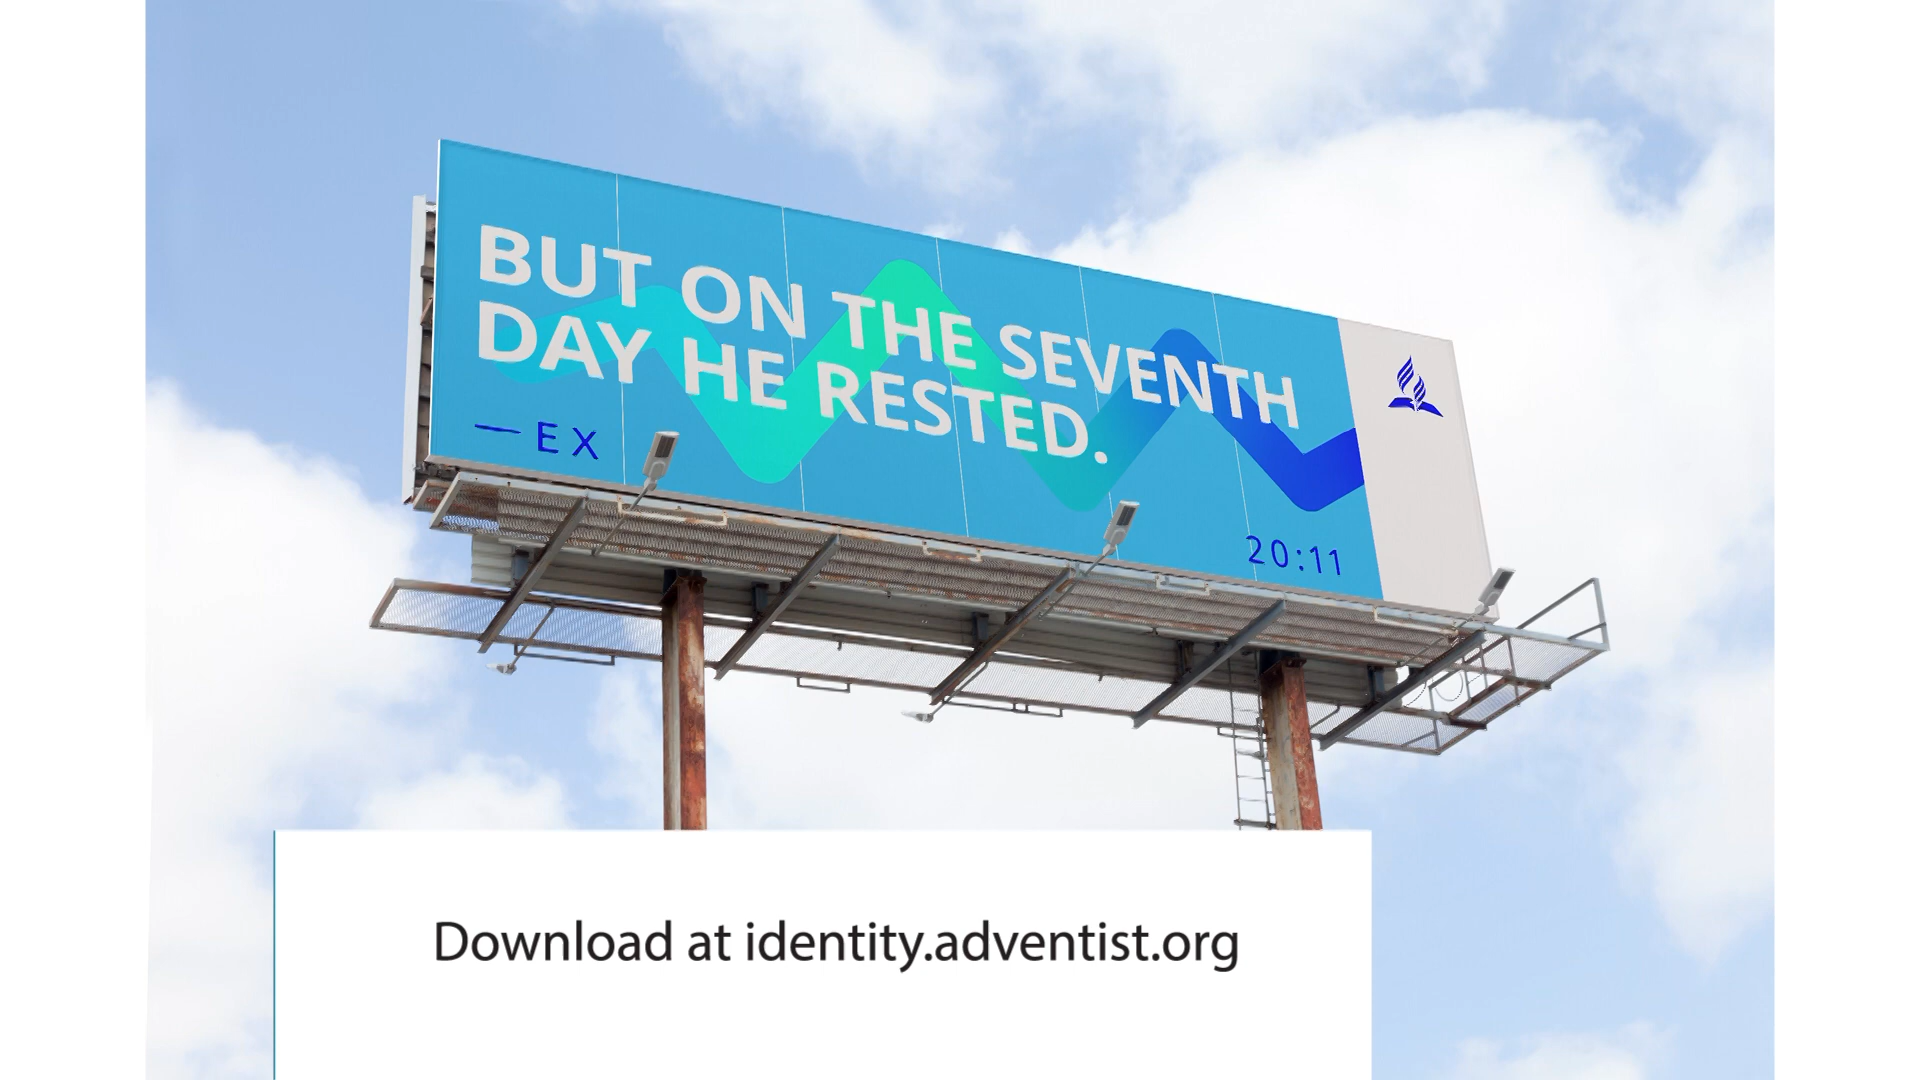 BUT ON THE SEVENTH
DAY HE RESTED.
— EX
20:11
Download at identity.adventist.org